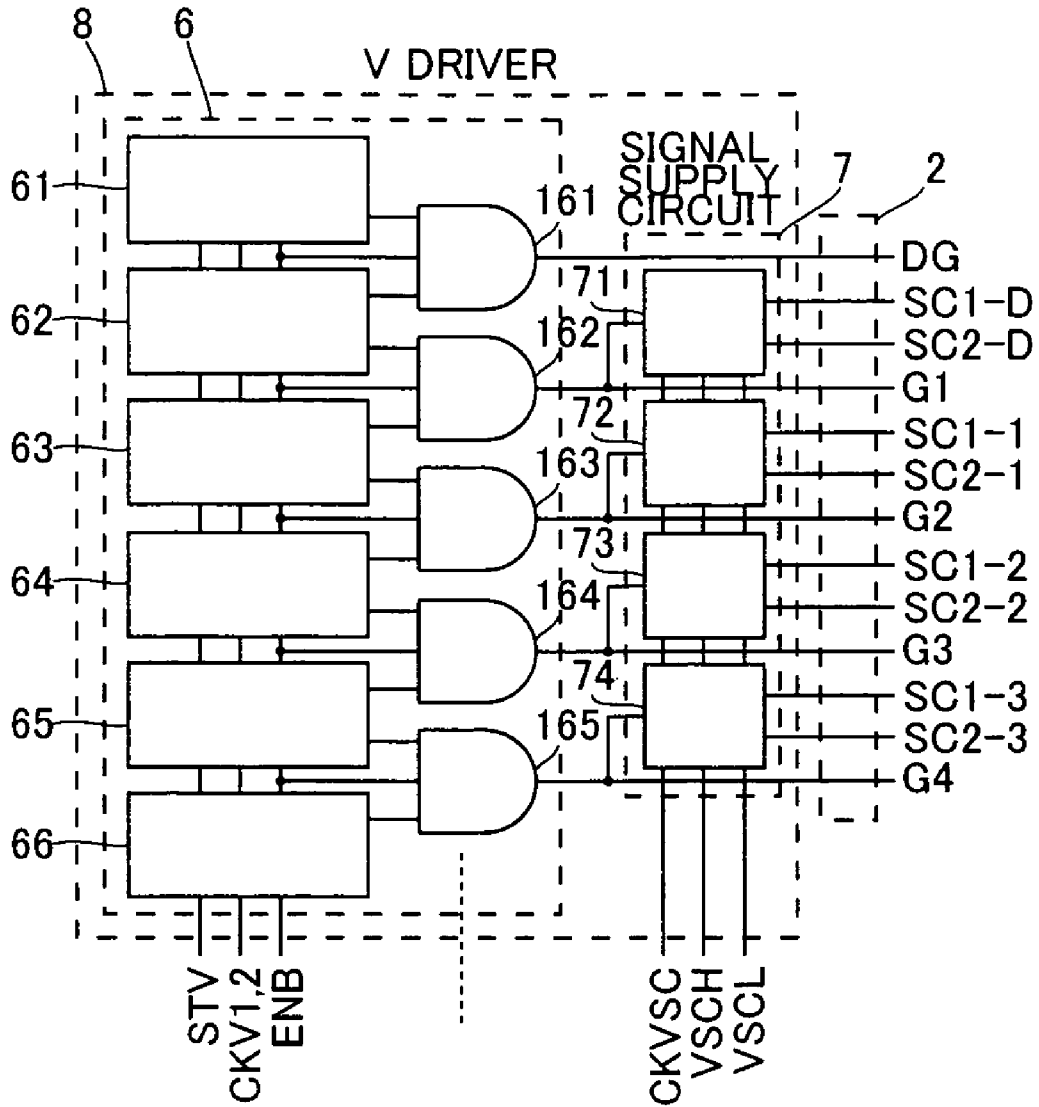 8
6
V DRIVER
SIGNAL
SUPPLY
CIRCUIT
7
2
61
161
DG
71
SC1-D
62
162
SC2-D
G1
72
SC1-1
63
163
SC2-1
G2
73
SC1-2
64
164
SC2-2
G3
74
SC1-3
65
165
SC2-3
G4
66
STV
CKV1,2
ENB
CKVSC
VSCH
VSCL